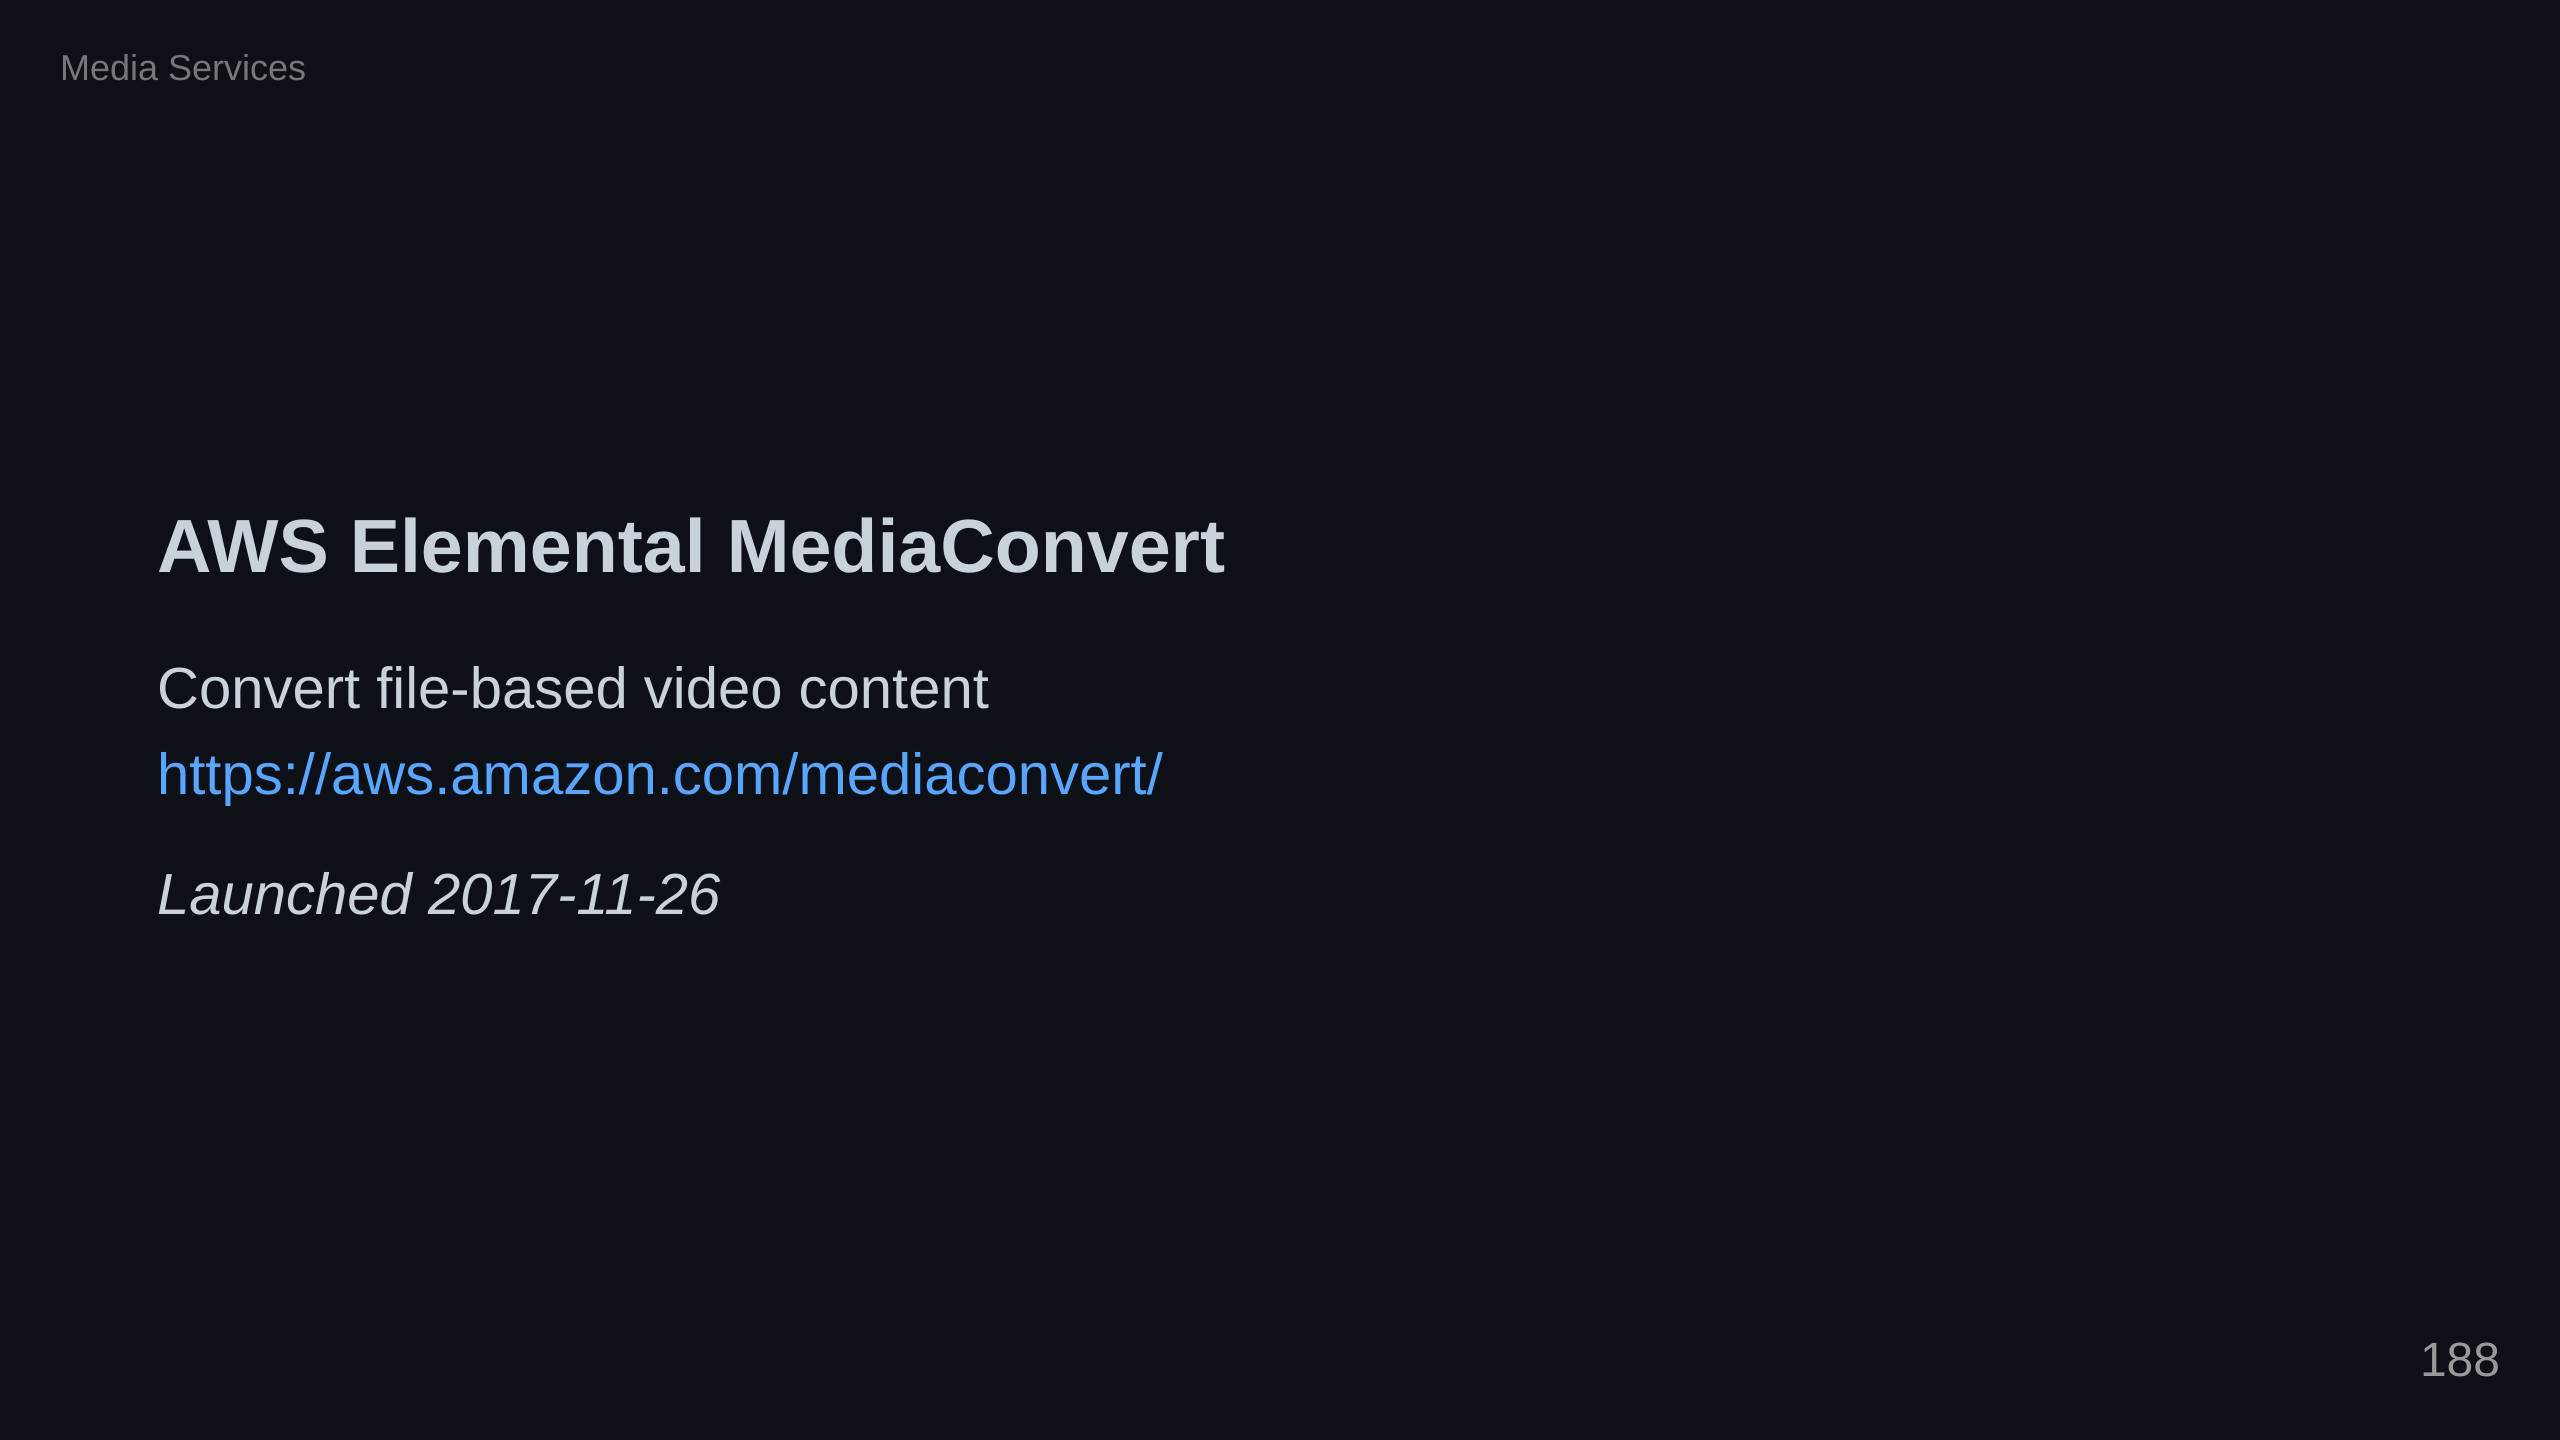 Media Services
AWS Elemental MediaConvert
Convert file-based video content
https://aws.amazon.com/mediaconvert/
Launched 2017-11-26
188